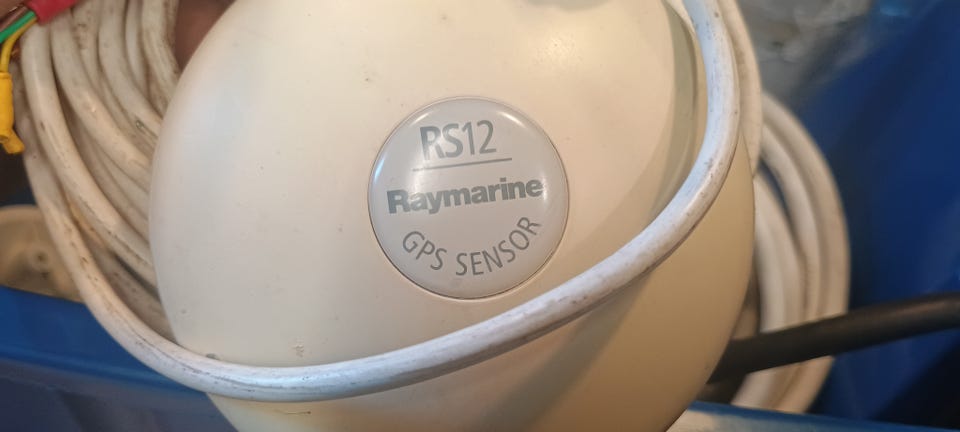 RS12
Raymarine
GPS SENSOR